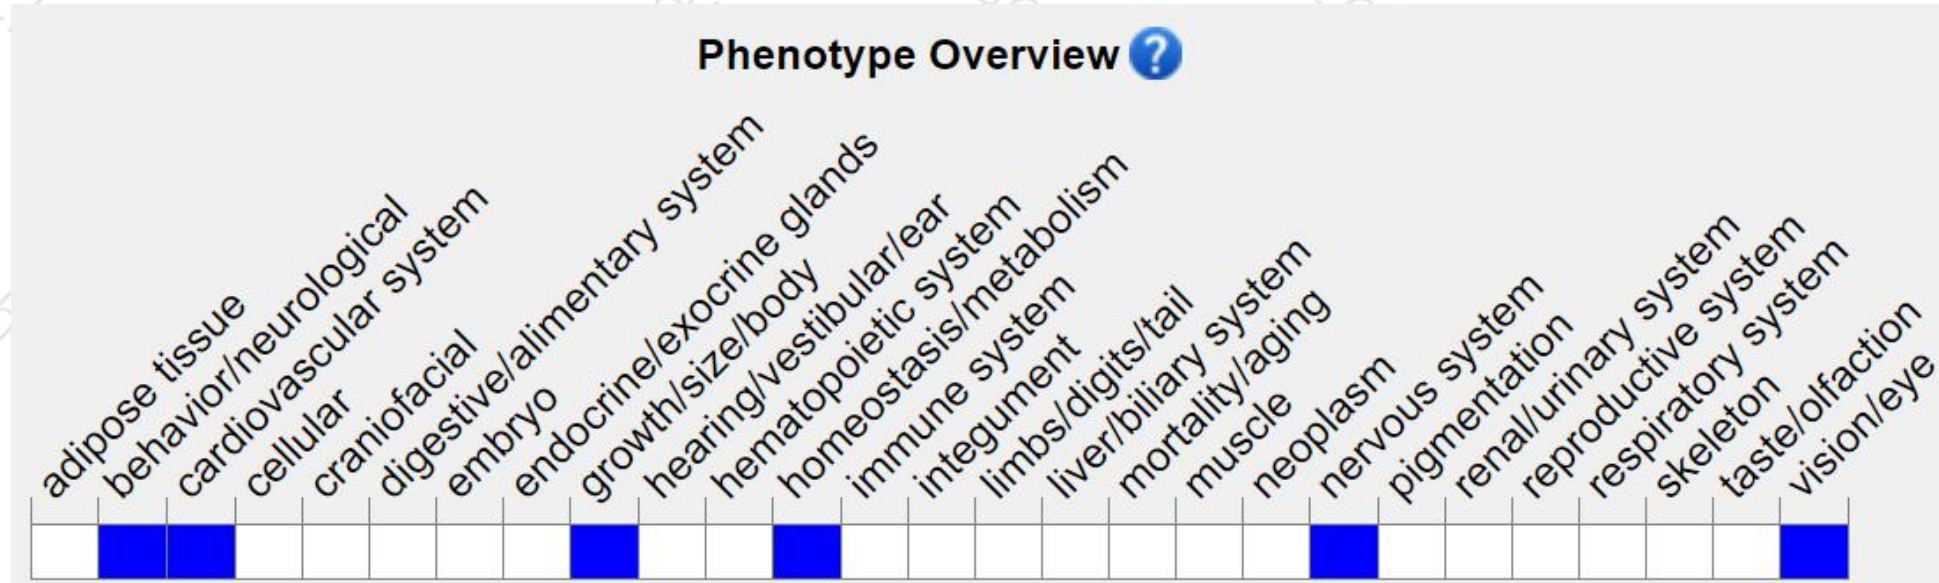 Phenotype Overview ?
adipose tissue
behavior/neurological
cardiovascular system
cellular
craniofacial
digestive/alimentary system
embryo
endocrine/exocrine glands
growth/size/body
hearing/vestibular/ear
hematopoietic system
homeostasis/metabolism
immune system
integument
limbs/digits/tail
liver/biliary system
mortality/aging
muscle
neoplasm
nervous system
pigmentation
renal/urinary system
reproductive system
respiratory system
skeleton
taste/olfaction
vision/eye